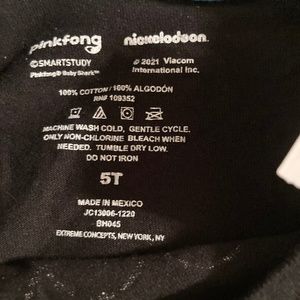 pinkfong nickelodeon
©SMARTSTUDY © 2021 Viacom
Pinkfong® Baby Shark™ International Inc.
100% COTTON/100% ALGODÓN
RN# 109352
MACHINE WASH COLD, GENTLE CYCLE.
ONLY NON-CHLORINE BLEACH WHEN
NEEDED. TUMBLE DRY LOW.
DO NOT IRON
5T
MADE IN MEXICO
JC13006-1220
BH045
EXTREME CONCEPTS, NEW YORK, NY